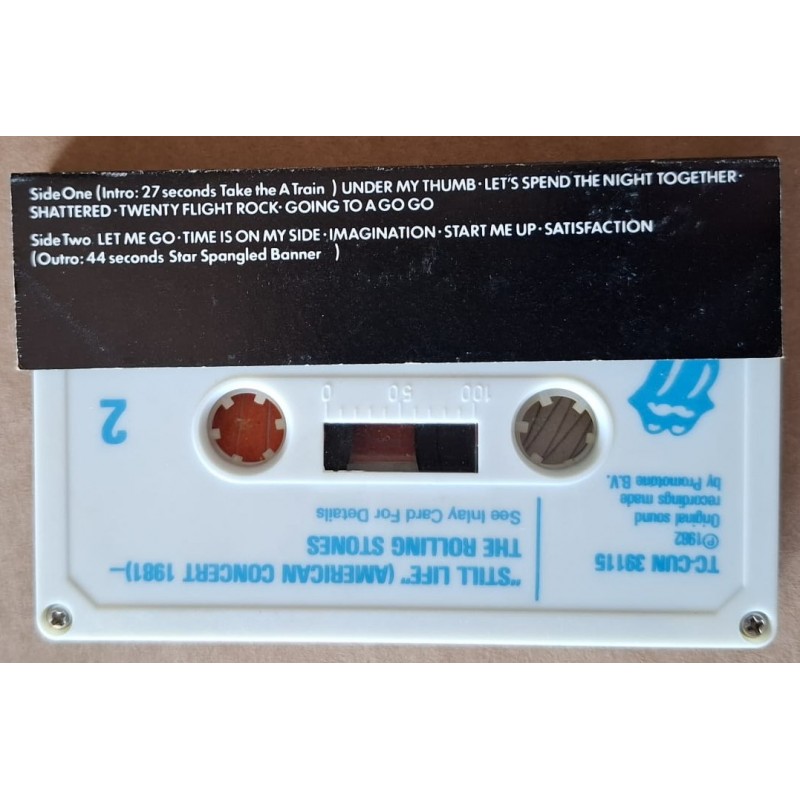 Side One (Intro: 27 seconds Take the A Train ) UNDER MY THUMB · LET'S SPEND THE NIGHT TOGETHER ·
SHATTERED · TWENTY FLIGHT ROCK · GOING TO A GO GO
Side Two LET ME GO · TIME IS ON MY SIDE · IMAGINATION · START ME UP · SATISFACTION
(Outro: 44 seconds Star Spangled Banner )
TC-CUN 39115
℗1982
Original sound
recordings made
by Promotone B.V.
"STILL LIFE" (AMERICAN CONCERT 1981)–
THE ROLLING STONES
See Inlay Card For Details
100 50 0
2